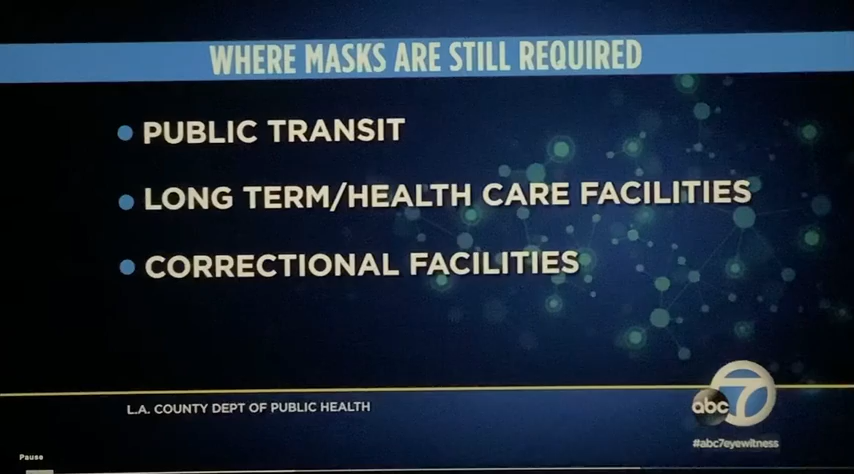 WHERE MASKS ARE STILL REQUIRED
PUBLIC TRANSIT
LONG TERM/HEALTH CARE FACILITIES
CORRECTIONAL FACILITIES
L.A. COUNTY DEPT OF PUBLIC HEALTH
abc 7
#abc7eyewitness
Pause